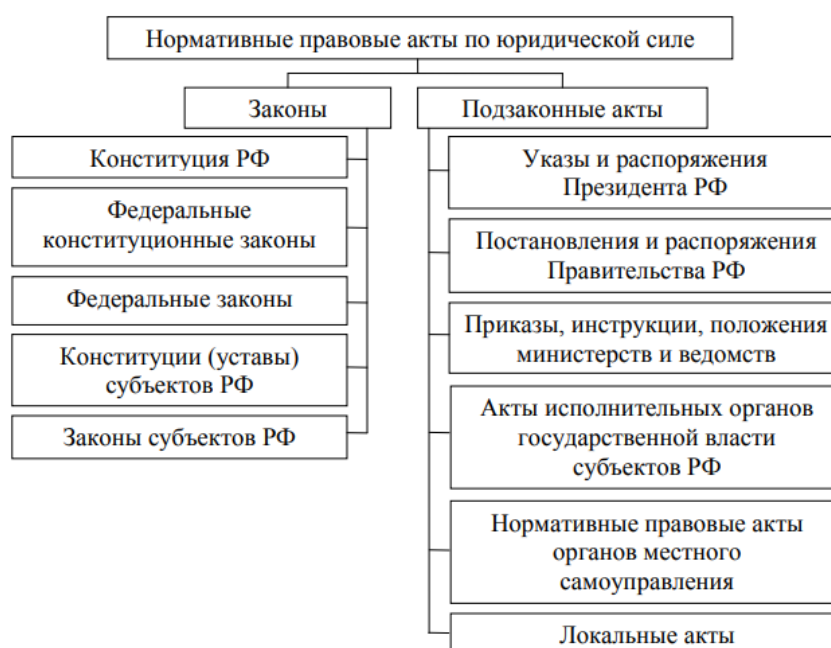 Нормативные правовые акты по юридической силе
Законы
Подзаконные акты
Конституция РФ
Федеральные
конституционные законы
Федеральные законы
Конституции (уставы)
субъектов РФ
Законы субъектов РФ
Указы и распоряжения
Президента РФ
Постановления и распоряжения
Правительства РФ
Приказы, инструкции, положения
министерств и ведомств
Акты исполнительных органов
государственной власти
субъектов РФ
Нормативные правовые акты
органов местного
самоуправления
Локальные акты